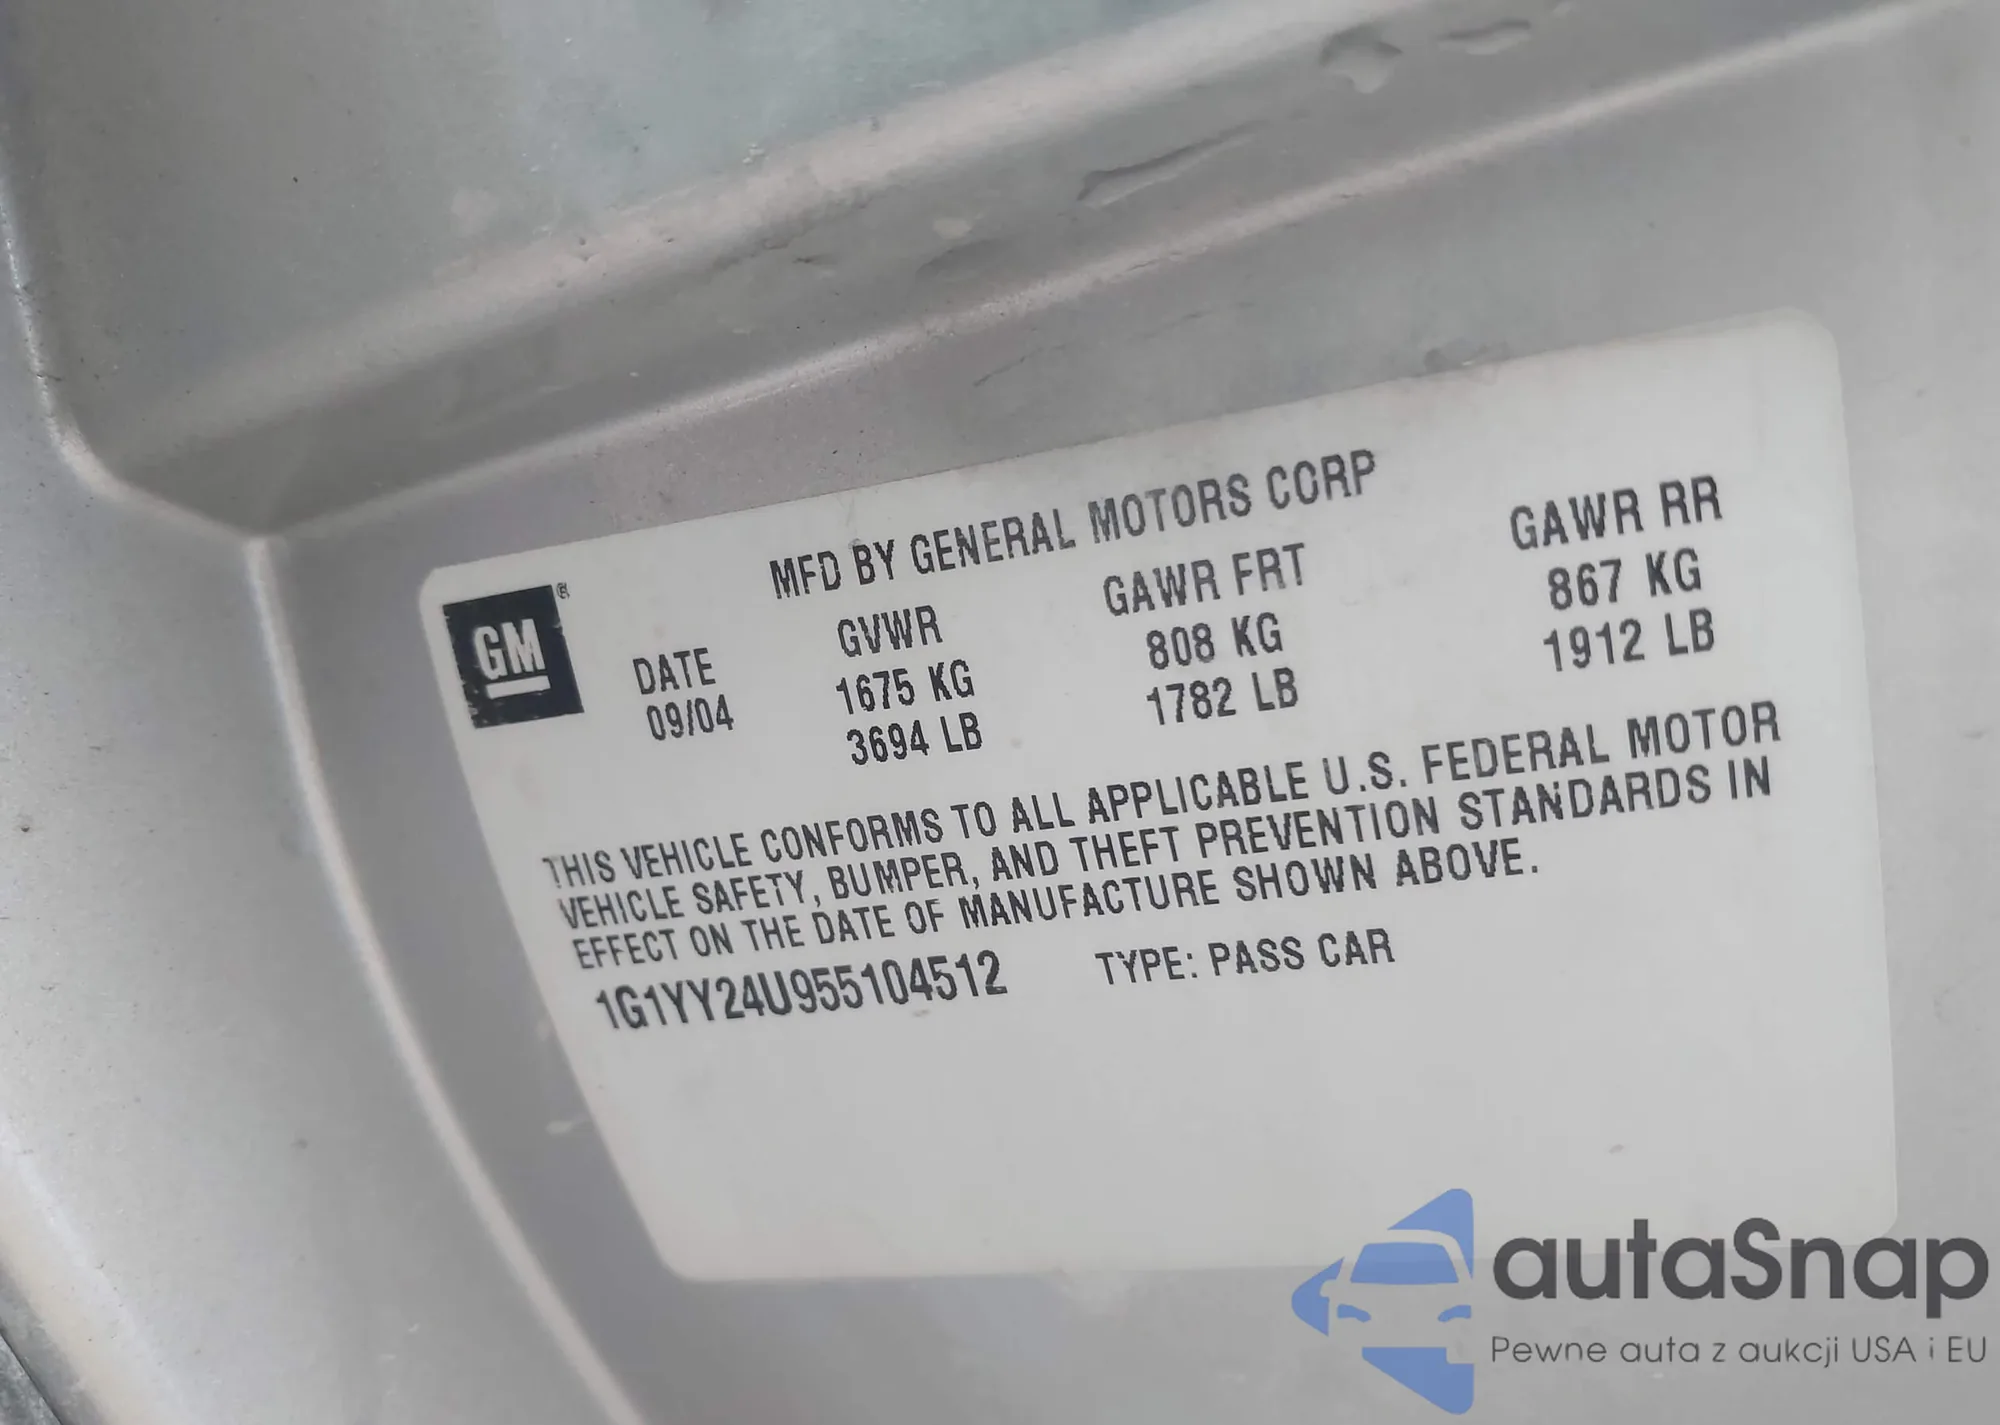 MFD BY GENERAL MOTORS CORP
GM®
DATE GVWR GAWR FRT GAWR RR
09/04 1675 KG 808 KG 867 KG
3694 LB 1782 LB 1912 LB
THIS VEHICLE CONFORMS TO ALL APPLICABLE U.S. FEDERAL MOTOR
VEHICLE SAFETY, BUMPER, AND THEFT PREVENTION STANDARDS IN
EFFECT ON THE DATE OF MANUFACTURE SHOWN ABOVE.
1G1YY24U955104512 TYPE: PASS CAR
autaSnap
Pewne auta z aukcji USA i EU